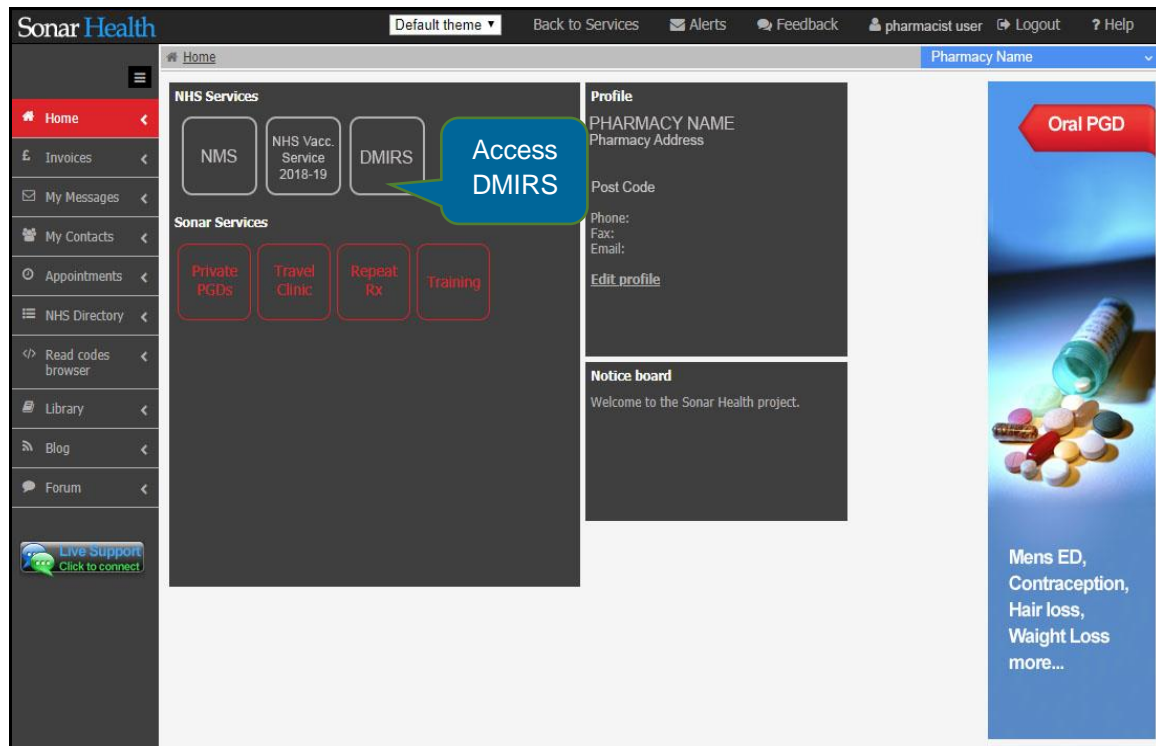 Sonar Health
Default theme
Back to Services
Alerts
Feedback
pharmacist user
Logout
? Help
Home
Pharmacy Name
Home
£ Invoices
My Messages
My Contacts
Appointments
NHS Directory
</> Read codes
browser
Library
Blog
Forum
Live Support
Click to connect
NHS Services
NMS
NHS Vacc.
Service
2018-19
DMIRS
Access
DMIRS
Sonar Services
Private
PGDs
Travel
Clinic
Repeat
Rx
Training
Profile
PHARMACY NAME
Pharmacy Address
Post Code
Phone:
Fax:
Email:
Edit profile
Notice board
Welcome to the Sonar Health project.
Oral PGD
Mens ED,
Contraception,
Hair loss,
Waight Loss
more...